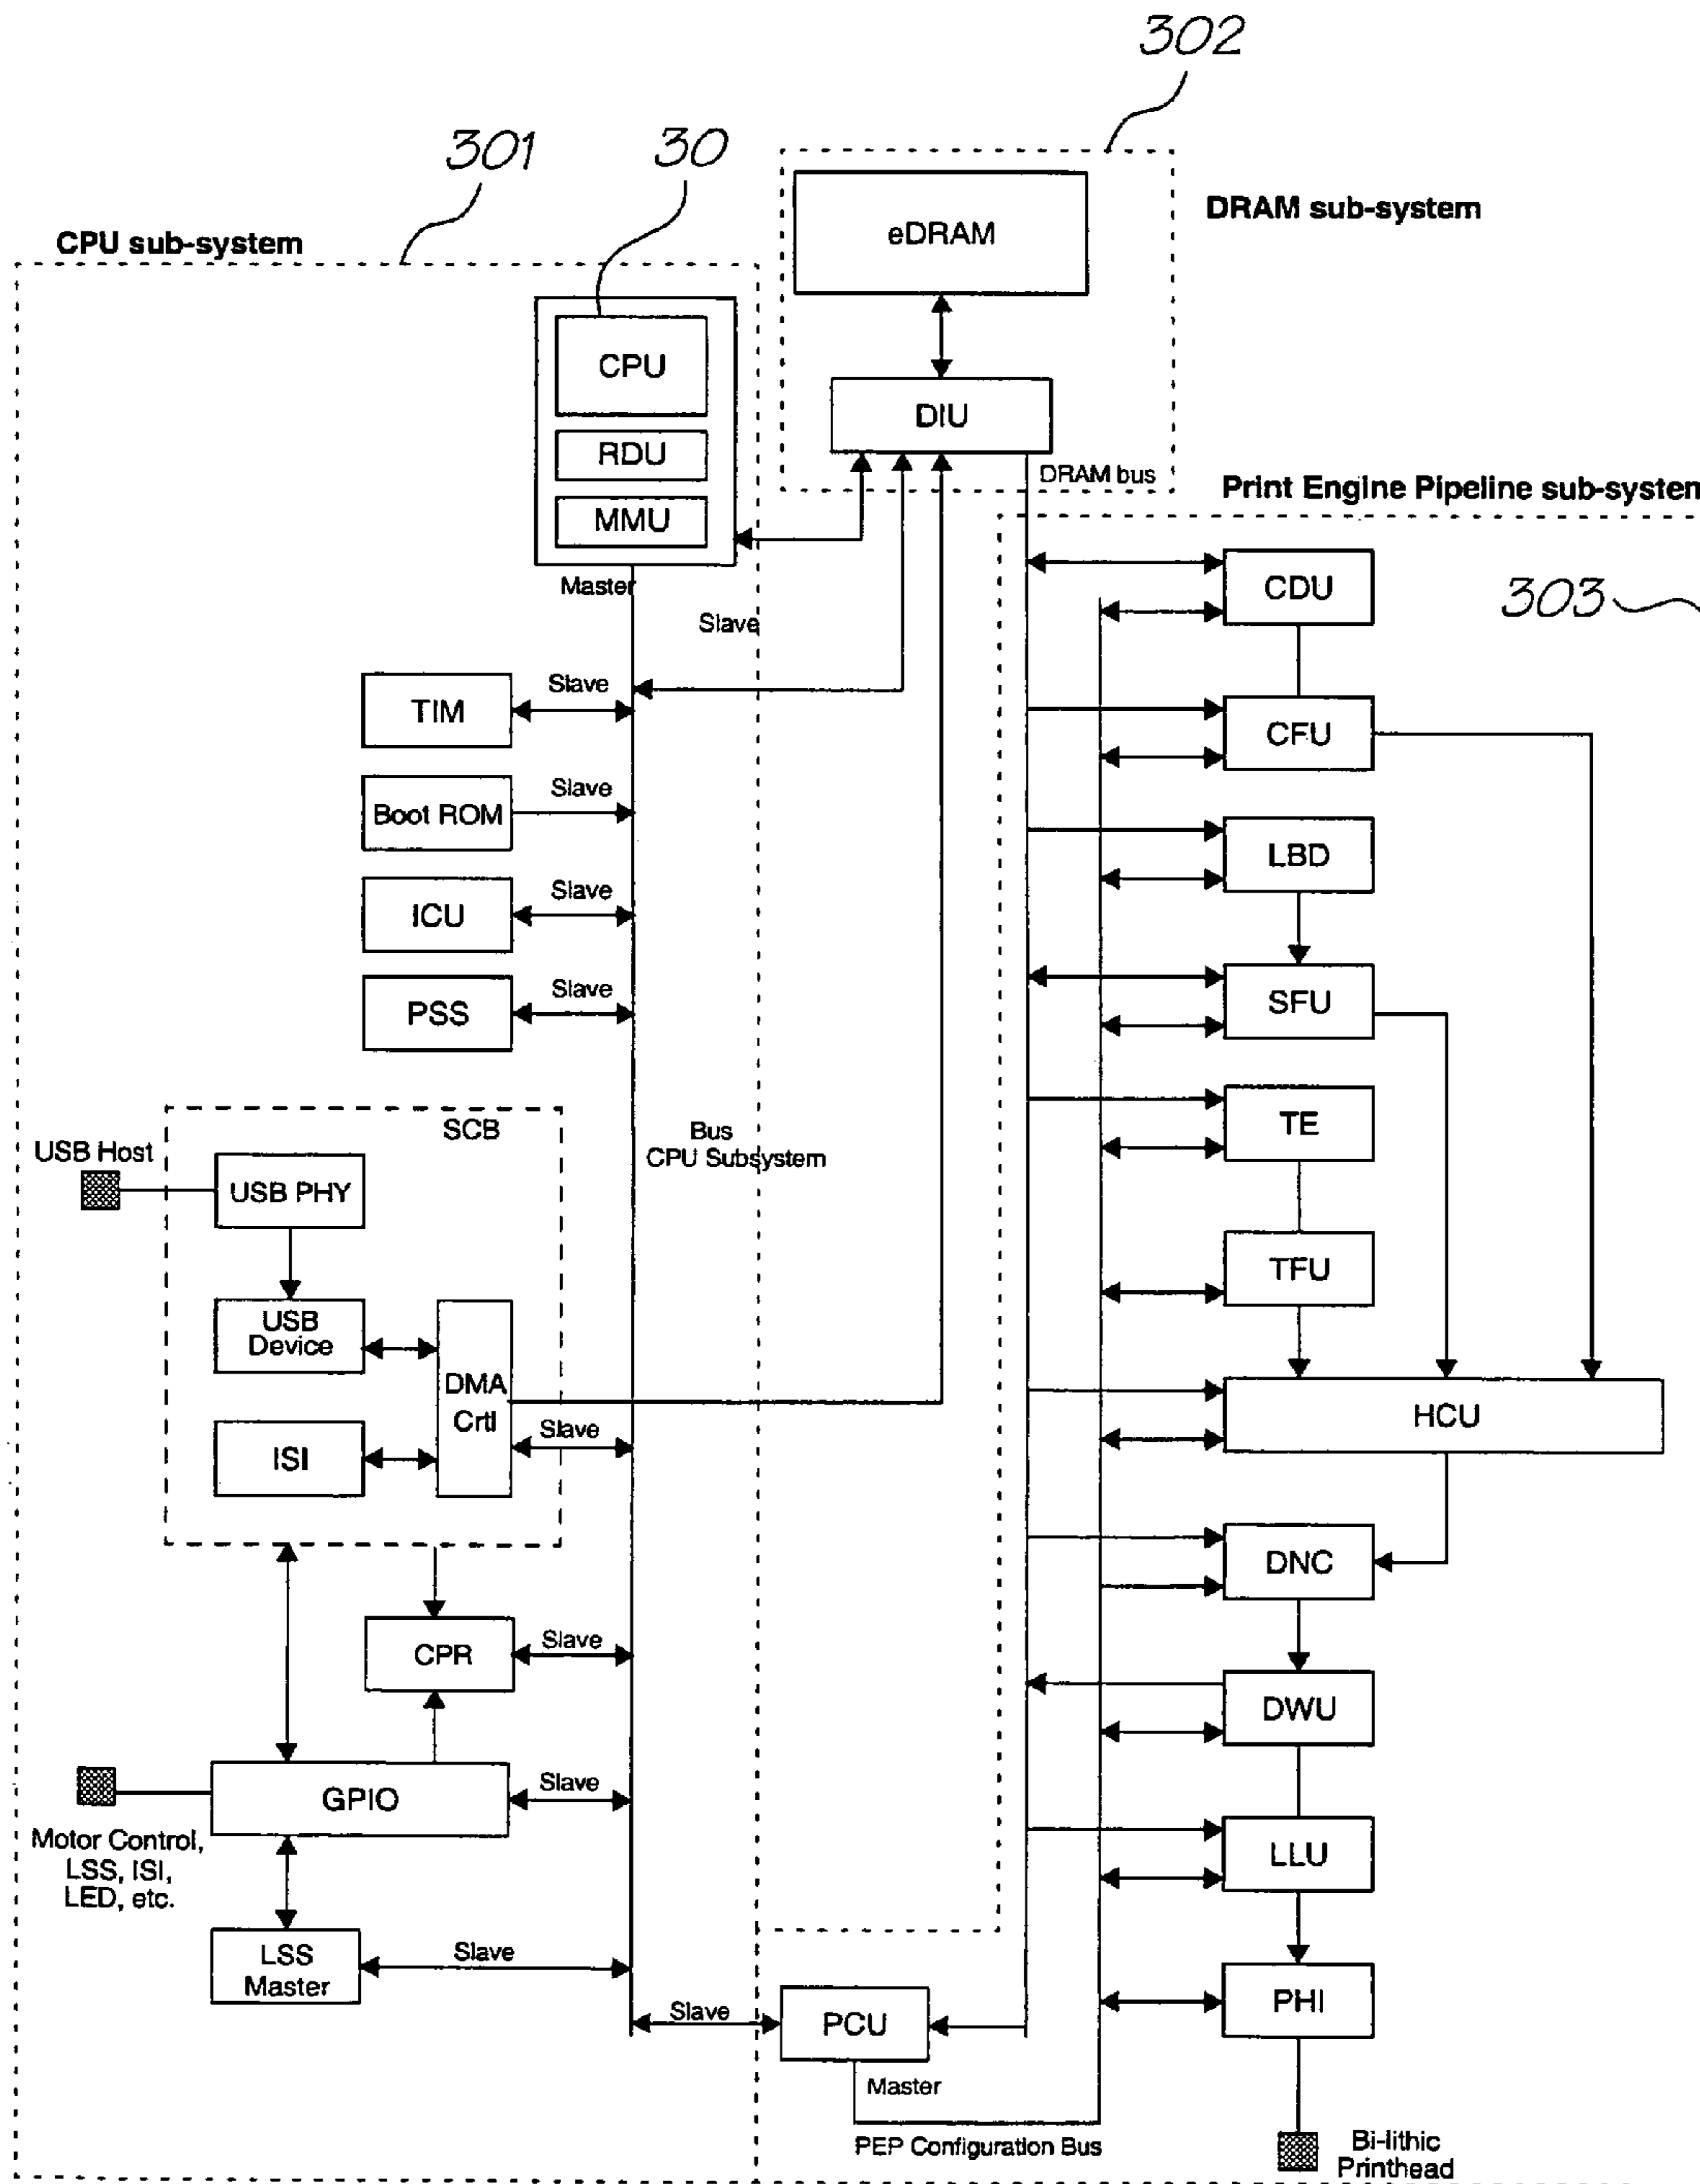 302
301
30
DRAM sub-system
CPU sub-system
eDRAM
CPU
DIU
RDU
DRAM bus
MMU
Print Engine Pipeline sub-system
Master
CDU
303
Slave
TIM
Slave
CFU
Boot ROM
Slave
LBD
ICU
Slave
PSS
Slave
SFU
SCB
TE
USB Host
Bus
CPU Subsystem
USB PHY
TFU
USB
Device
DMA
Crtl
HCU
Slave
ISI
DNC
CPR
Slave
DWU
GPIO
Slave
Motor Control,
LSS, ISI,
LED, etc.
LLU
LSS
Master
Slave
PHI
Slave
PCU
Master
PEP Configuration Bus
Bi-lithic
Printhead